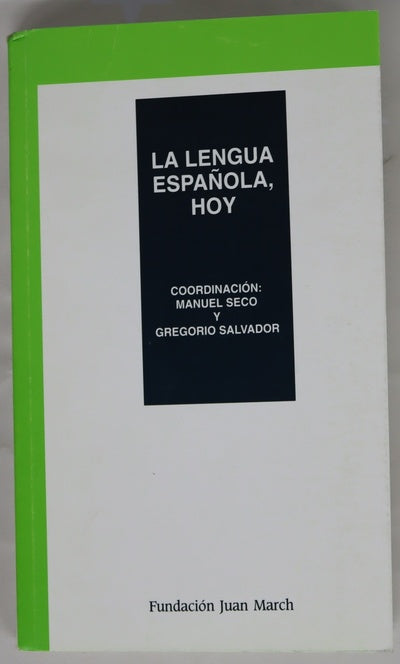 LA LENGUA
ESPAÑOLA,
HOY
COORDINACIÓN:
MANUEL SECO
Y
GREGORIO SALVADOR
Fundación Juan March